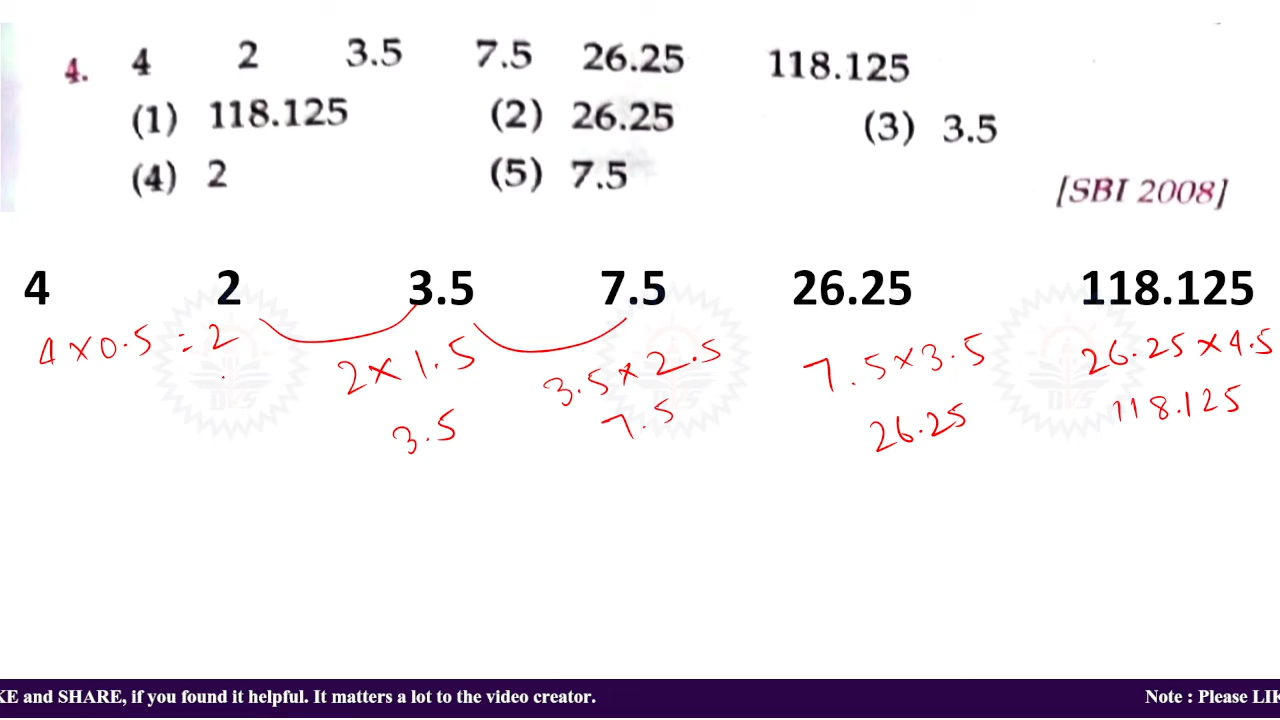 4. 4 2 3.5 7.5 26.25 118.125
(1) 118.125 (2) 26.25 (3) 3.5
(4) 2 (5) 7.5
[SBI 2008]
4 2 3.5 7.5 26.25 118.125
4 × 0.5 = 2 2 × 1.5 3.5 × 2.5 7.5 × 3.5 26.25 × 4.5
3.5 7.5 26.25 118.125
DVS DVS DVS
KE and SHARE, if you found it helpful. It matters a lot to the video creator. Note : Please LIK